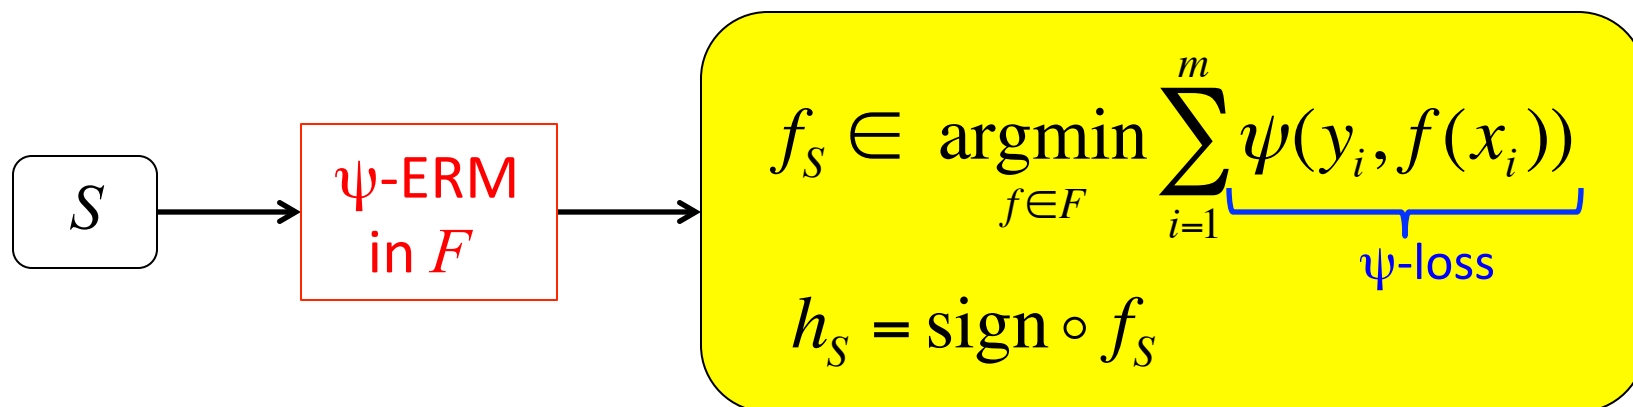 S
ψ-ERM
in F
f_S ∈ argmin_{f∈F} ∑_{i=1}^{m} ψ(y_i, f(x_i))
ψ-loss
h_S = sign ∘ f_S